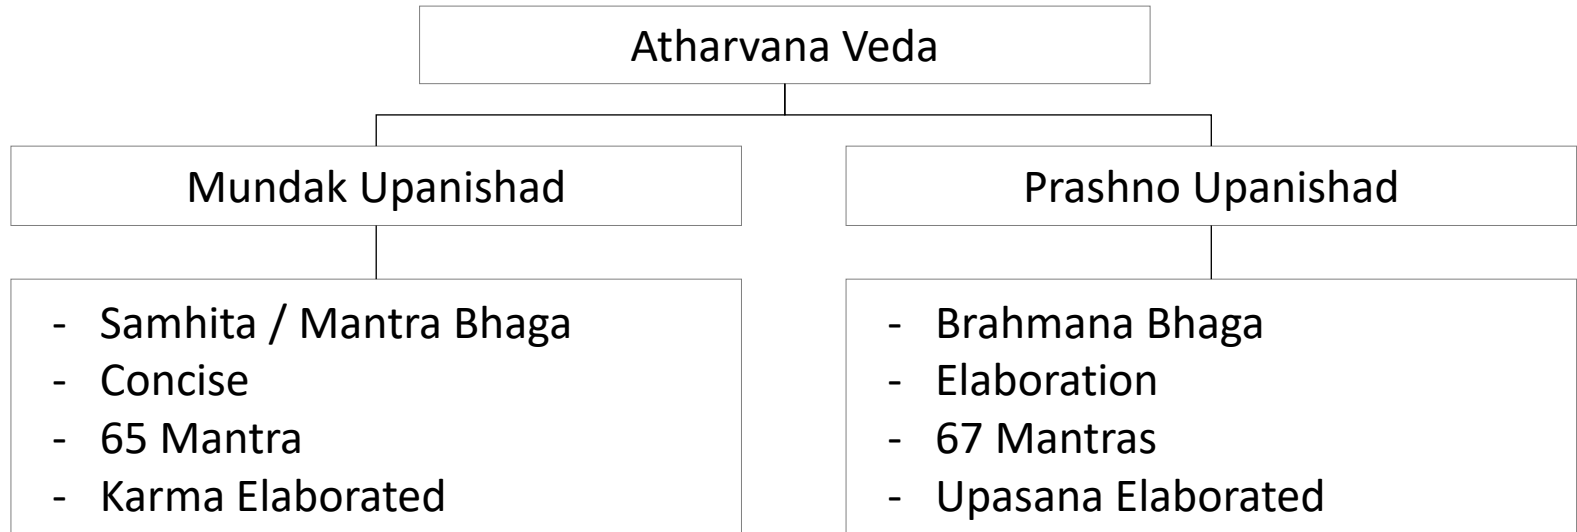 Atharvana Veda
Mundak Upanishad
Prashno Upanishad
- Samhita / Mantra Bhaga
- Concise
- 65 Mantra
- Karma Elaborated
- Brahmana Bhaga
- Elaboration
- 67 Mantras
- Upasana Elaborated